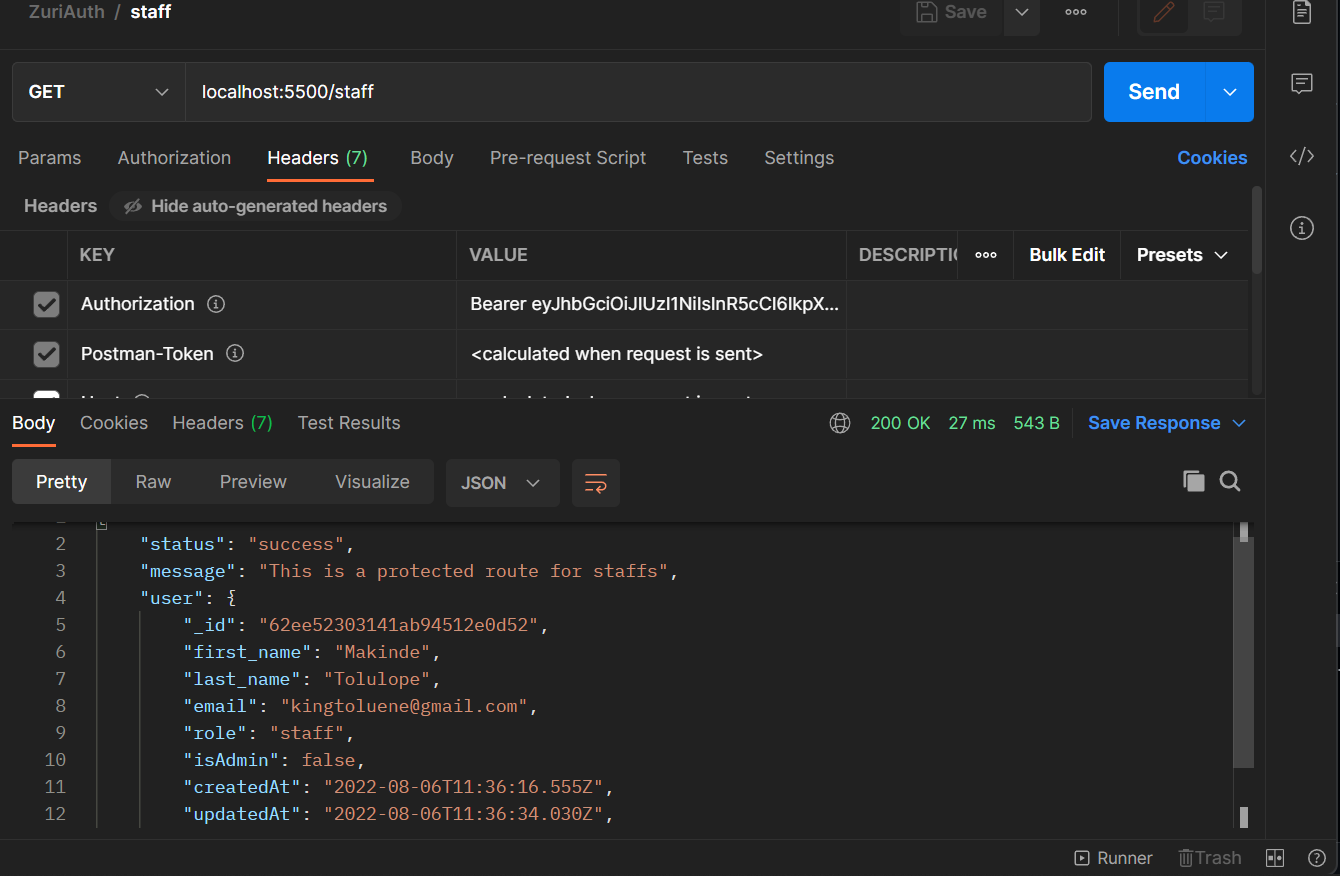 ZuriAuth / staff
Save
GET
localhost:5500/staff
Send
Params Authorization Headers (7) Body Pre-request Script Tests Settings Cookies
Headers Hide auto-generated headers
KEY VALUE DESCRIPTIO Bulk Edit Presets
Authorization Bearer eyJhbGciOiJIUzI1NiIsInR5cCI6IkpX...
Postman-Token <calculated when request is sent>
Body Cookies Headers (7) Test Results 200 OK 27 ms 543 B Save Response
Pretty Raw Preview Visualize JSON
2 "status": "success",
3 "message": "This is a protected route for staffs",
4 "user": {
5 "_id": "62ee52303141ab94512e0d52",
6 "first_name": "Makinde",
7 "last_name": "Tolulope",
8 "email": "kingtoluene@gmail.com",
9 "role": "staff",
10 "isAdmin": false,
11 "createdAt": "2022-08-06T11:36:16.555Z",
12 "updatedAt": "2022-08-06T11:36:34.030Z",
Runner Trash